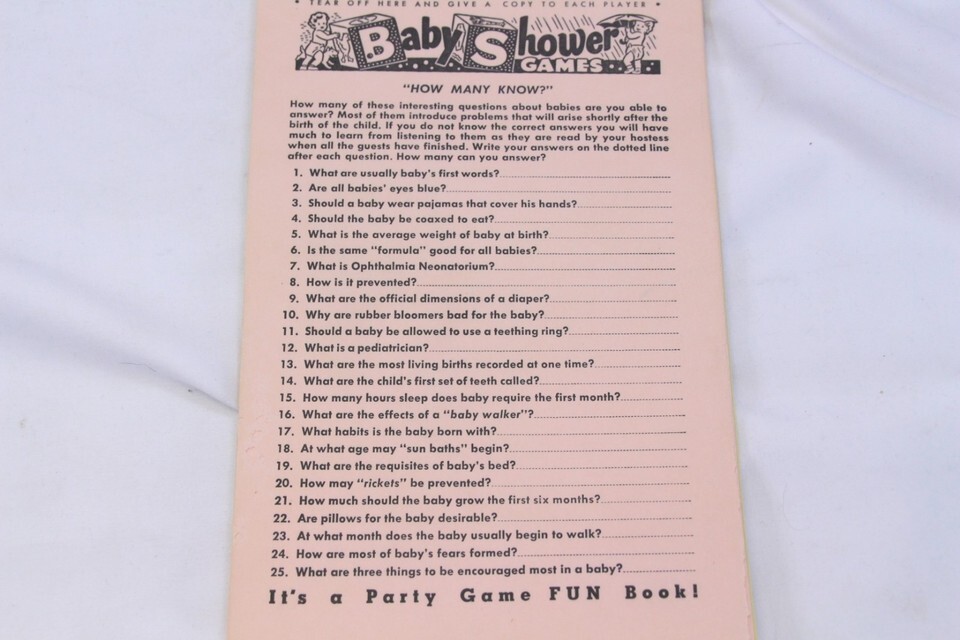 • TEAR OFF HERE AND GIVE A COPY TO EACH PLAYER •
Baby Shower
GAMES
"HOW MANY KNOW?"
How many of these interesting questions about babies are you able to
answer? Most of them introduce problems that will arise shortly after the
birth of the child. If you do not know the correct answers you will have
much to learn from listening to them as they are read by your hostess
when all the guests have finished. Write your answers on the dotted line
after each question. How many can you answer?
1. What are usually baby's first words?
2. Are all babies' eyes blue?
3. Should a baby wear pajamas that cover his hands?
4. Should the baby be coaxed to eat?
5. What is the average weight of baby at birth?
6. Is the same "formula" good for all babies?
7. What is Ophthalmia Neonatorium?
8. How is it prevented?
9. What are the official dimensions of a diaper?
10. Why are rubber bloomers bad for the baby?
11. Should a baby be allowed to use a teething ring?
12. What is a pediatrician?
13. What are the most living births recorded at one time?
14. What are the child's first set of teeth called?
15. How many hours sleep does baby require the first month?
16. What are the effects of a "baby walker"?
17. What habits is the baby born with?
18. At what age may "sun baths" begin?
19. What are the requisites of baby's bed?
20. How may "rickets" be prevented?
21. How much should the baby grow the first six months?
22. Are pillows for the baby desirable?
23. At what month does the baby usually begin to walk?
24. How are most of baby's fears formed?
25. What are three things to be encouraged most in a baby?
It's a Party Game FUN Book!